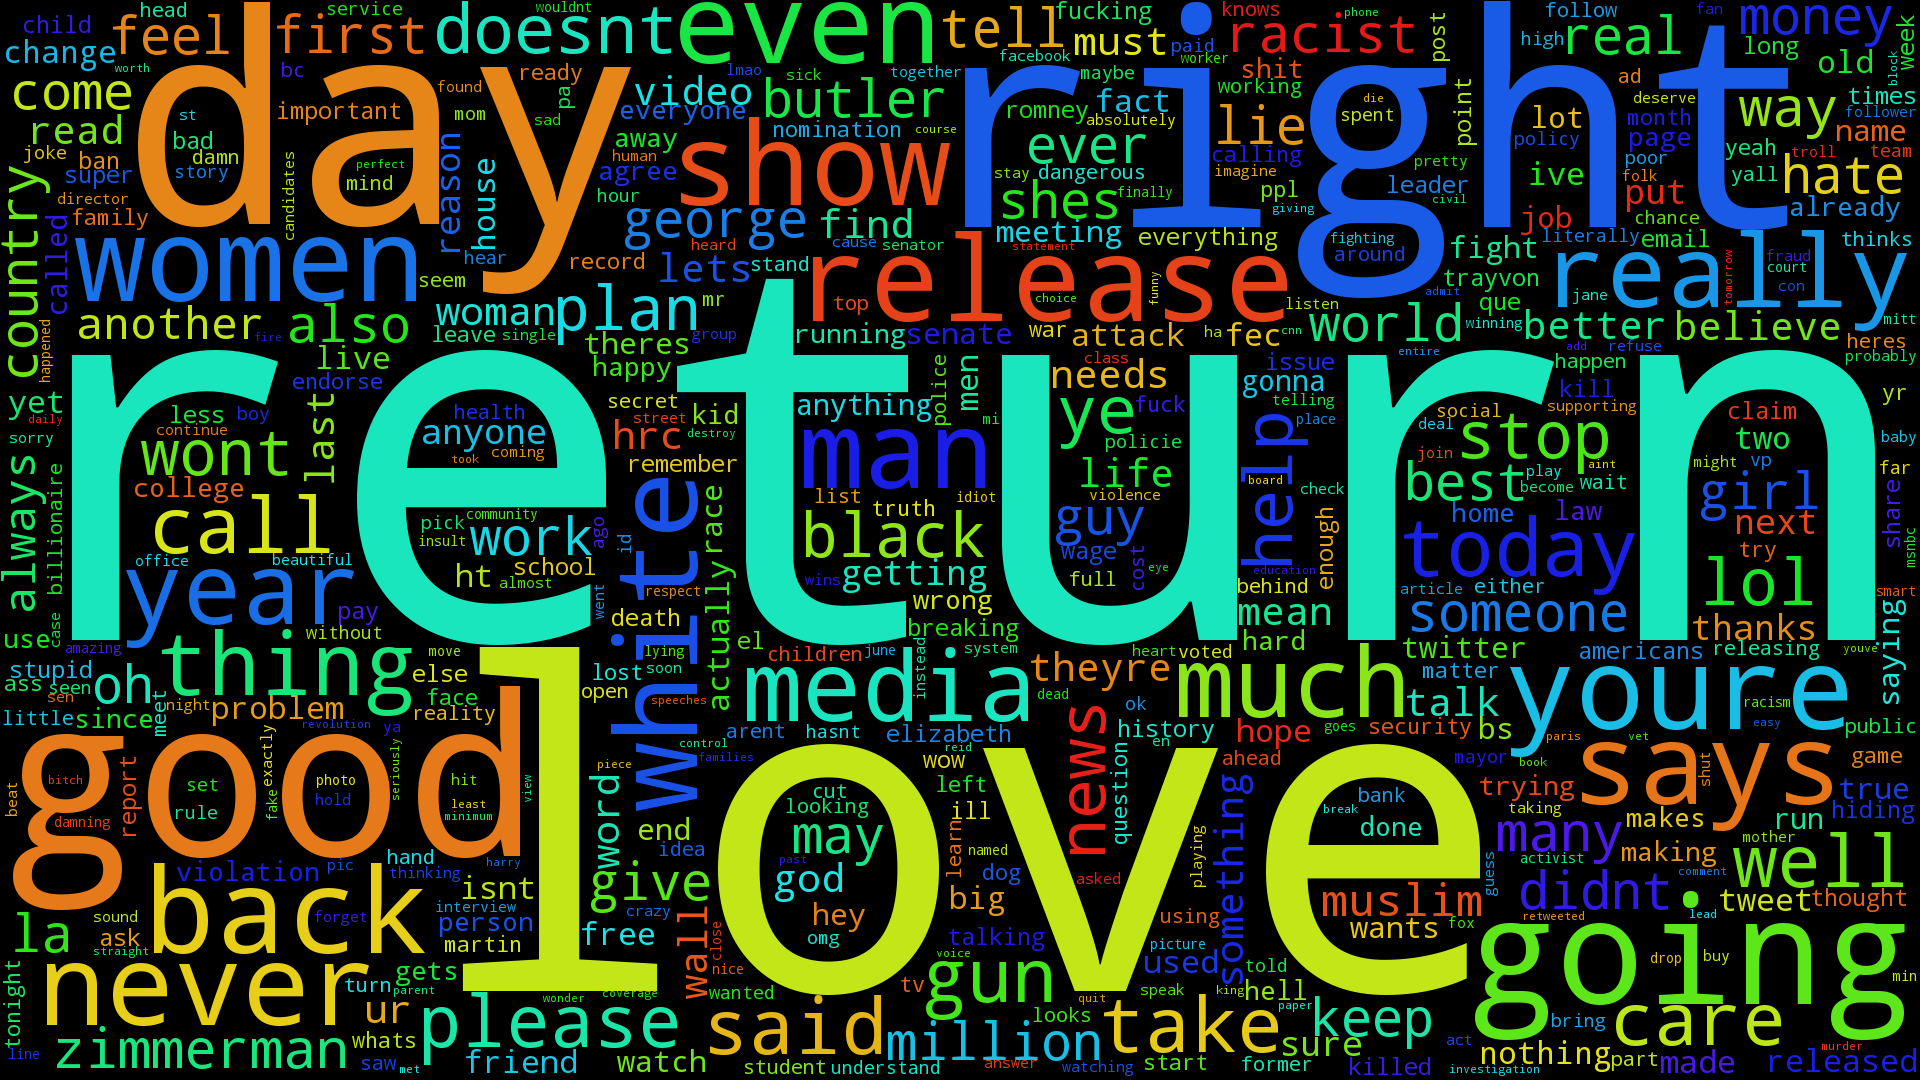 return
love
day
right
good
going
show
release
even
women
really
never
back
year
thing
white
media
man
much
youre
says
today
someone
said
million
take
please
zimmerman
care
keep
well
many
didnt
call
wont
country
always
come
read
change
child
head
feel
first
service
doesnt
wouldnt
tell
fucking
must
racist
knows
post
phone
follow
high
real
fan
money
long
old
week
way
times
hate
name
team
already
butler
video
everyone
lmao
sick
together
facebook
maybe
worker
paid
shit
working
lie
calling
imagine
ppl
point
spent
die
ad
lot
policy
deserve
month
page
follower
block
yeah
yall
troll
poor
folk
put
chance
job
ive
leader
civil
pretty
romney
fact
absolutely
ever
dangerous
stay
shes
finally
giving
meeting
everything
nomination
away
human
agree
hour
george
find
course
cause
senator
heard
lets
stand
record
hear
house
reason
mind
perfect
candidates
important
bc
found
ready
mom
sad
pa
worth
st
bad
damn
story
joke
ban
super
director
family
called
another
also
live
endorse
woman
plan
leave
single
seem
mr
group
theres
happy
top
running
senate
war
choice
attack
funny
ha
fec
cnn
listen
world
winning
better
believe
happen
fight
trayvon
que
literally
email
jane
fraud
court
con
tomorrow
thinks
mitt
heres
probably
admit
statement
fighting
around
happened
fire
yet
daily
sorry
less
boy
continue
college
last
health
anyone
took
coming
secret
street
hrc
kid
destroy
anything
police
men
mi
class
needs
ye
fuck
policie
life
violence
idiot
list
truth
black
guy
wage
getting
wins
full
cost
eye
wrong
breaking
issue
gonna
telling
place
help
board
check
enough
education
behind
mean
hard
add
refuse
entire
kill
social
supporting
deal
stop
join
aint
best
play
become
wait
home
law
article
either
claim
two
might
vp
girl
next
try
lol
thanks
yr
baby
far
share
msnbc
smart
saying
youve
billionaire
case
use
office
beautiful
pick
insult
community
work
ht
school
almost
ago
id
went
respect
remember
race
actually
death
pay
without
amazing
stupid
ass
seen
oh
sen
little
since
meet
night
problem
revolution
else
move
face
reality
ya
lying
lost
soon
open
speeches
el
children
june
instead
system
theyre
dead
heart
voted
arent
hasnt
elizabeth
control
families
reid
wow
news
history
ok
en
question
hope
goes
security
ahead
twitter
matter
talk
bs
americans
releasing
racism
easy
public
paris
vet
book
mayor
trying
taking
shut
game
true
hiding
makes
run
mother
making
activist
comment
tweet
thought
retweeted
lead
drop
buy
min
beat
bitch
damning
report
fake
exactly
set
rule
photo
hold
seriously
hit
least
minimum
view
piece
word
end
idea
give
crazy
free
harry
violation
pic
hand
thinking
isnt
interview
person
forget
martin
sound
straight
ask
la
tonight
line
turn
parent
gets
ur
whats
saw
met
friend
wonder
coverage
watch
wall
close
nice
wanted
tv
student
understand
answer
watching
gun
voice
looks
quit
speak
start
former
king
told
hell
paper
sure
killed
act
bring
nothing
investigation
part
made
murder
released
cut
looking
may
past
god
hey
omg
left
ill
learn
named
dog
big
talking
asked
playing
something
using
picture
used
bank
break
done
guess
muslim
wants
fox